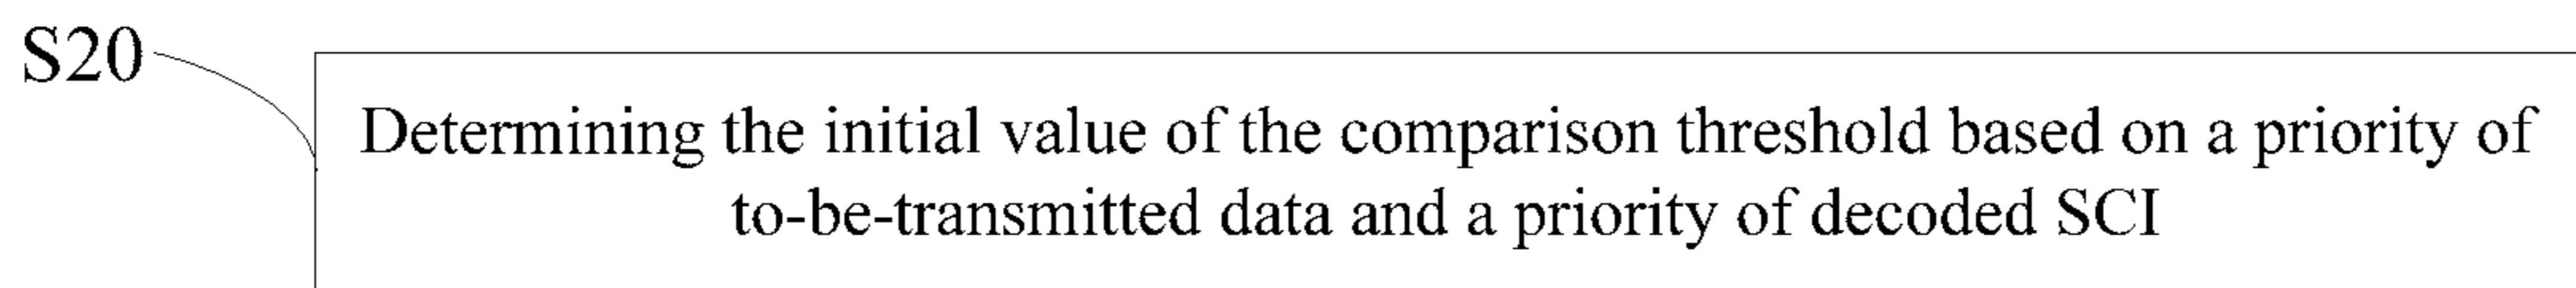 S20
Determining the initial value of the comparison threshold based on a priority of
to-be-transmitted data and a priority of decoded SCI